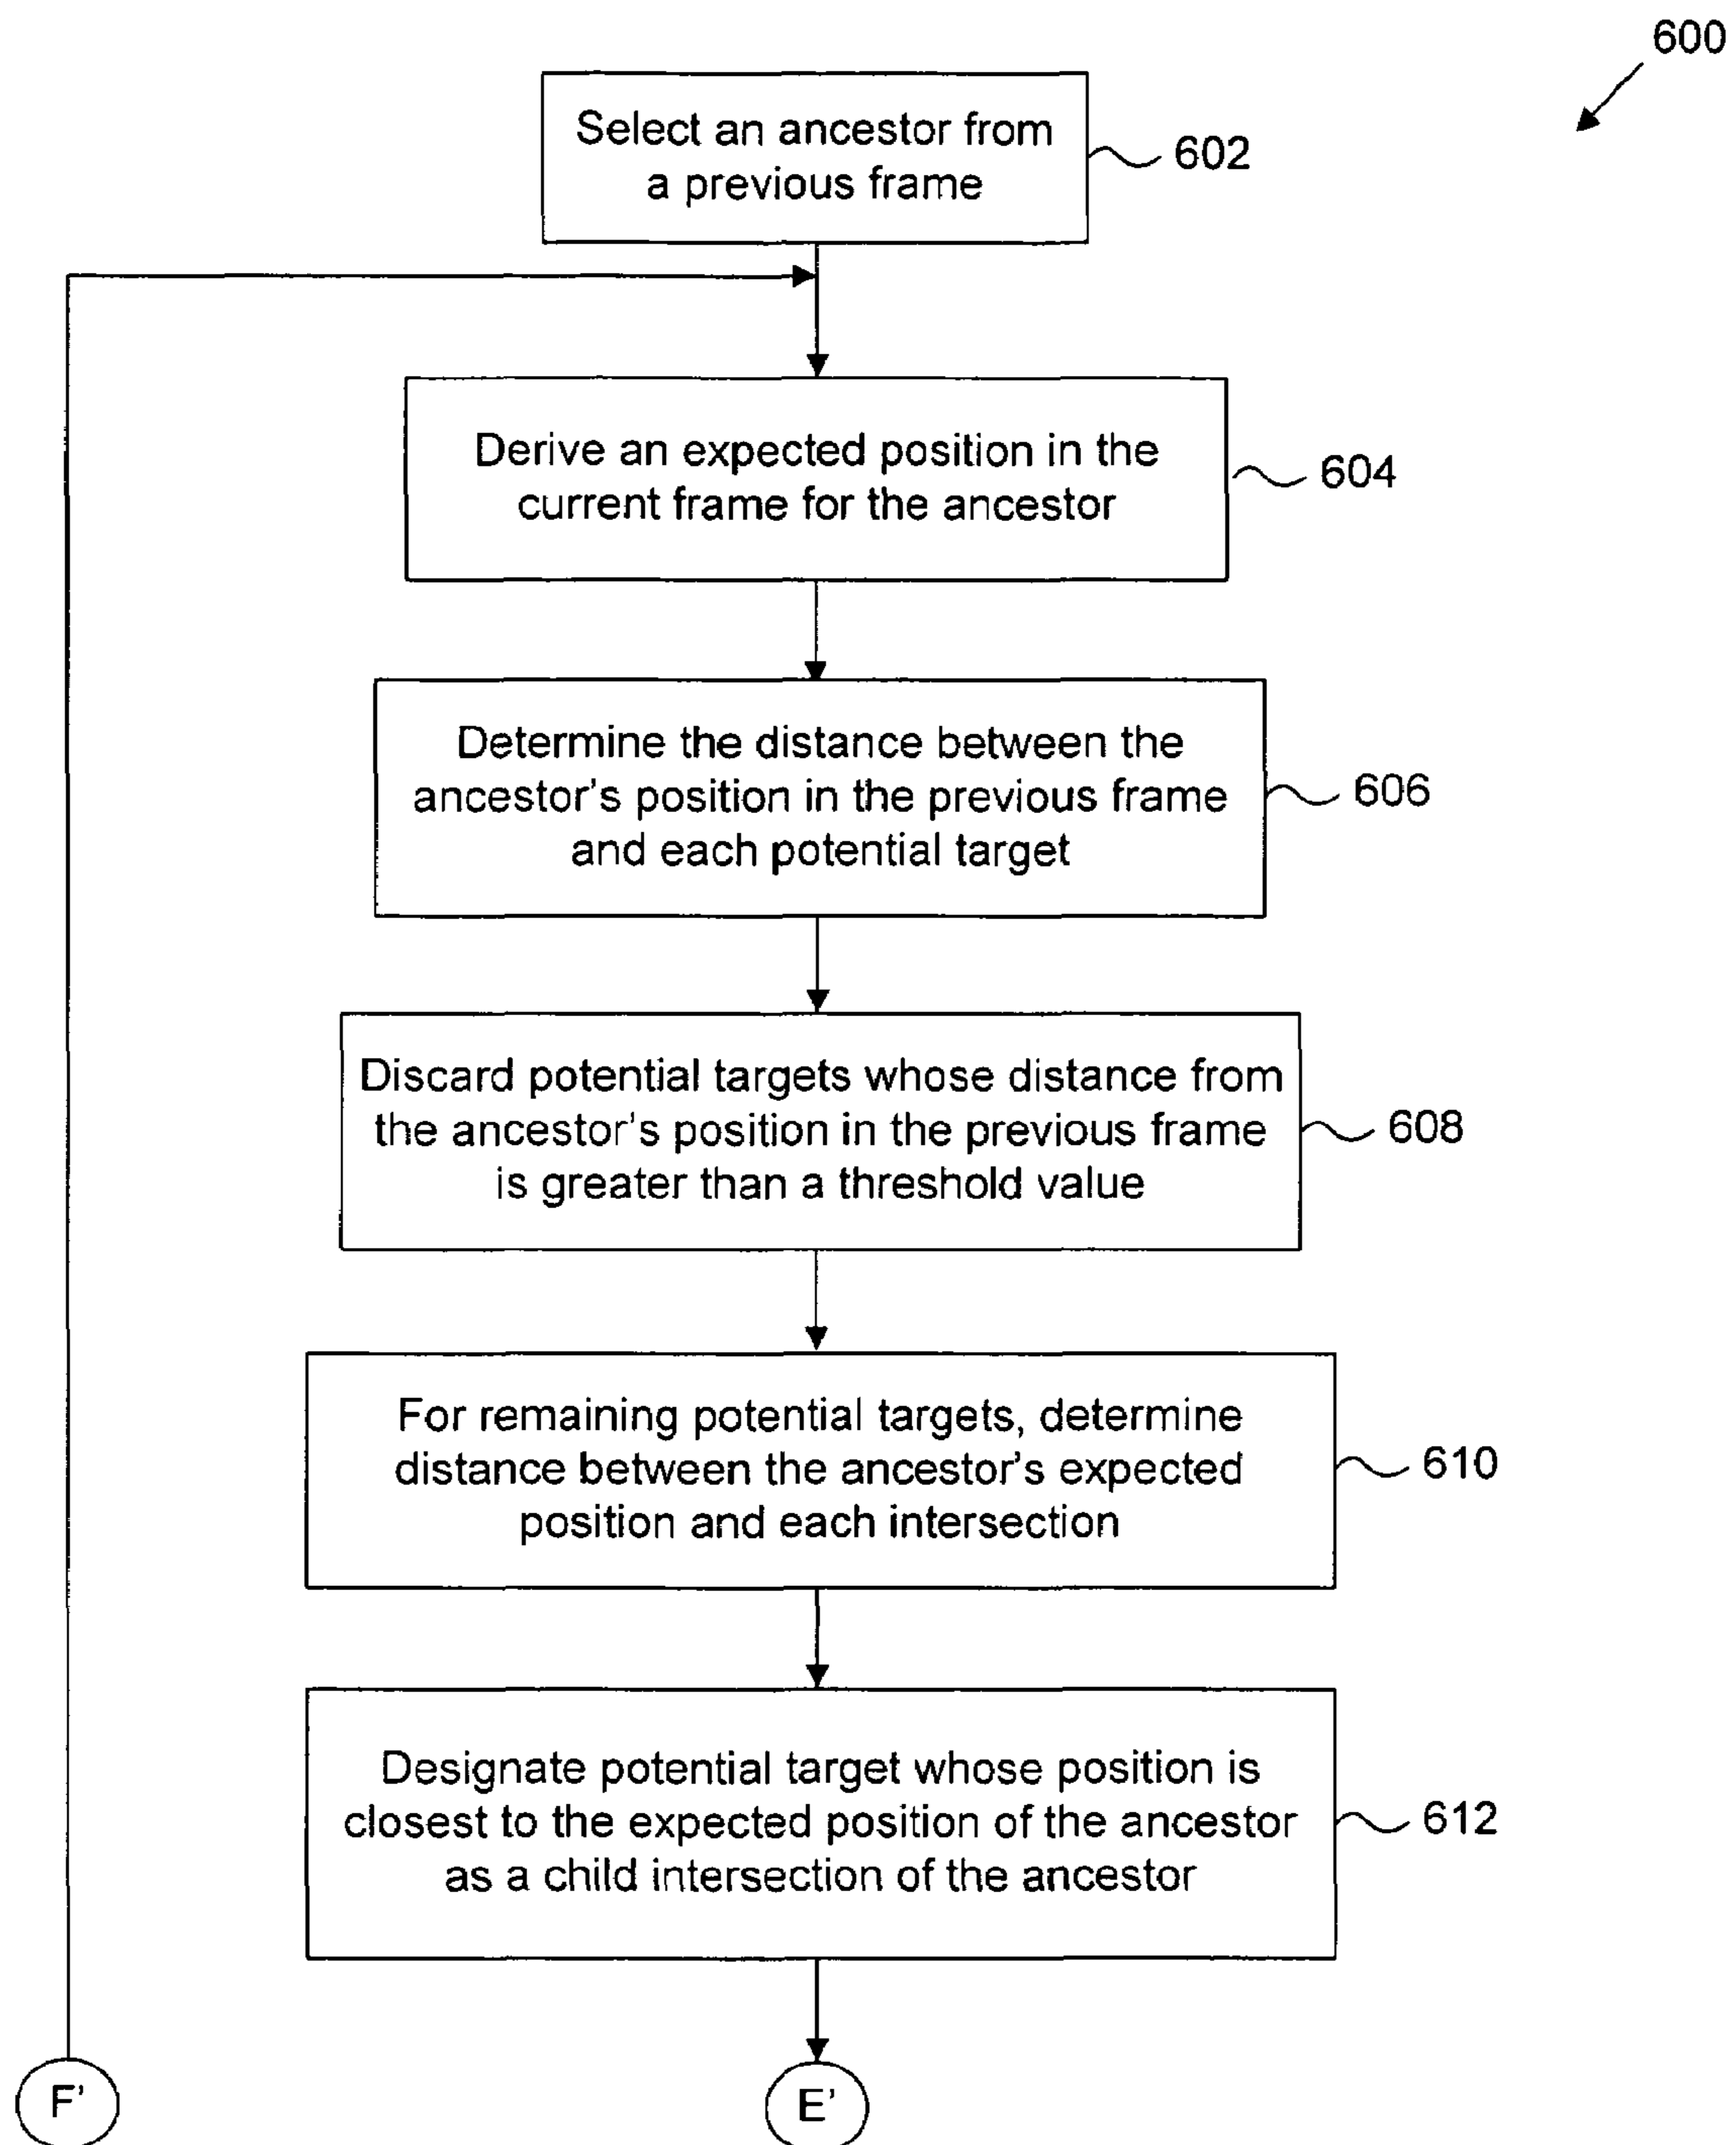 600
Select an ancestor from
a previous frame
602
Derive an expected position in the
current frame for the ancestor
604
Determine the distance between the
ancestor's position in the previous frame
and each potential target
606
Discard potential targets whose distance from
the ancestor's position in the previous frame
is greater than a threshold value
608
For remaining potential targets, determine
distance between the ancestor's expected
position and each intersection
610
Designate potential target whose position is
closest to the expected position of the ancestor
as a child intersection of the ancestor
612
F'
E'